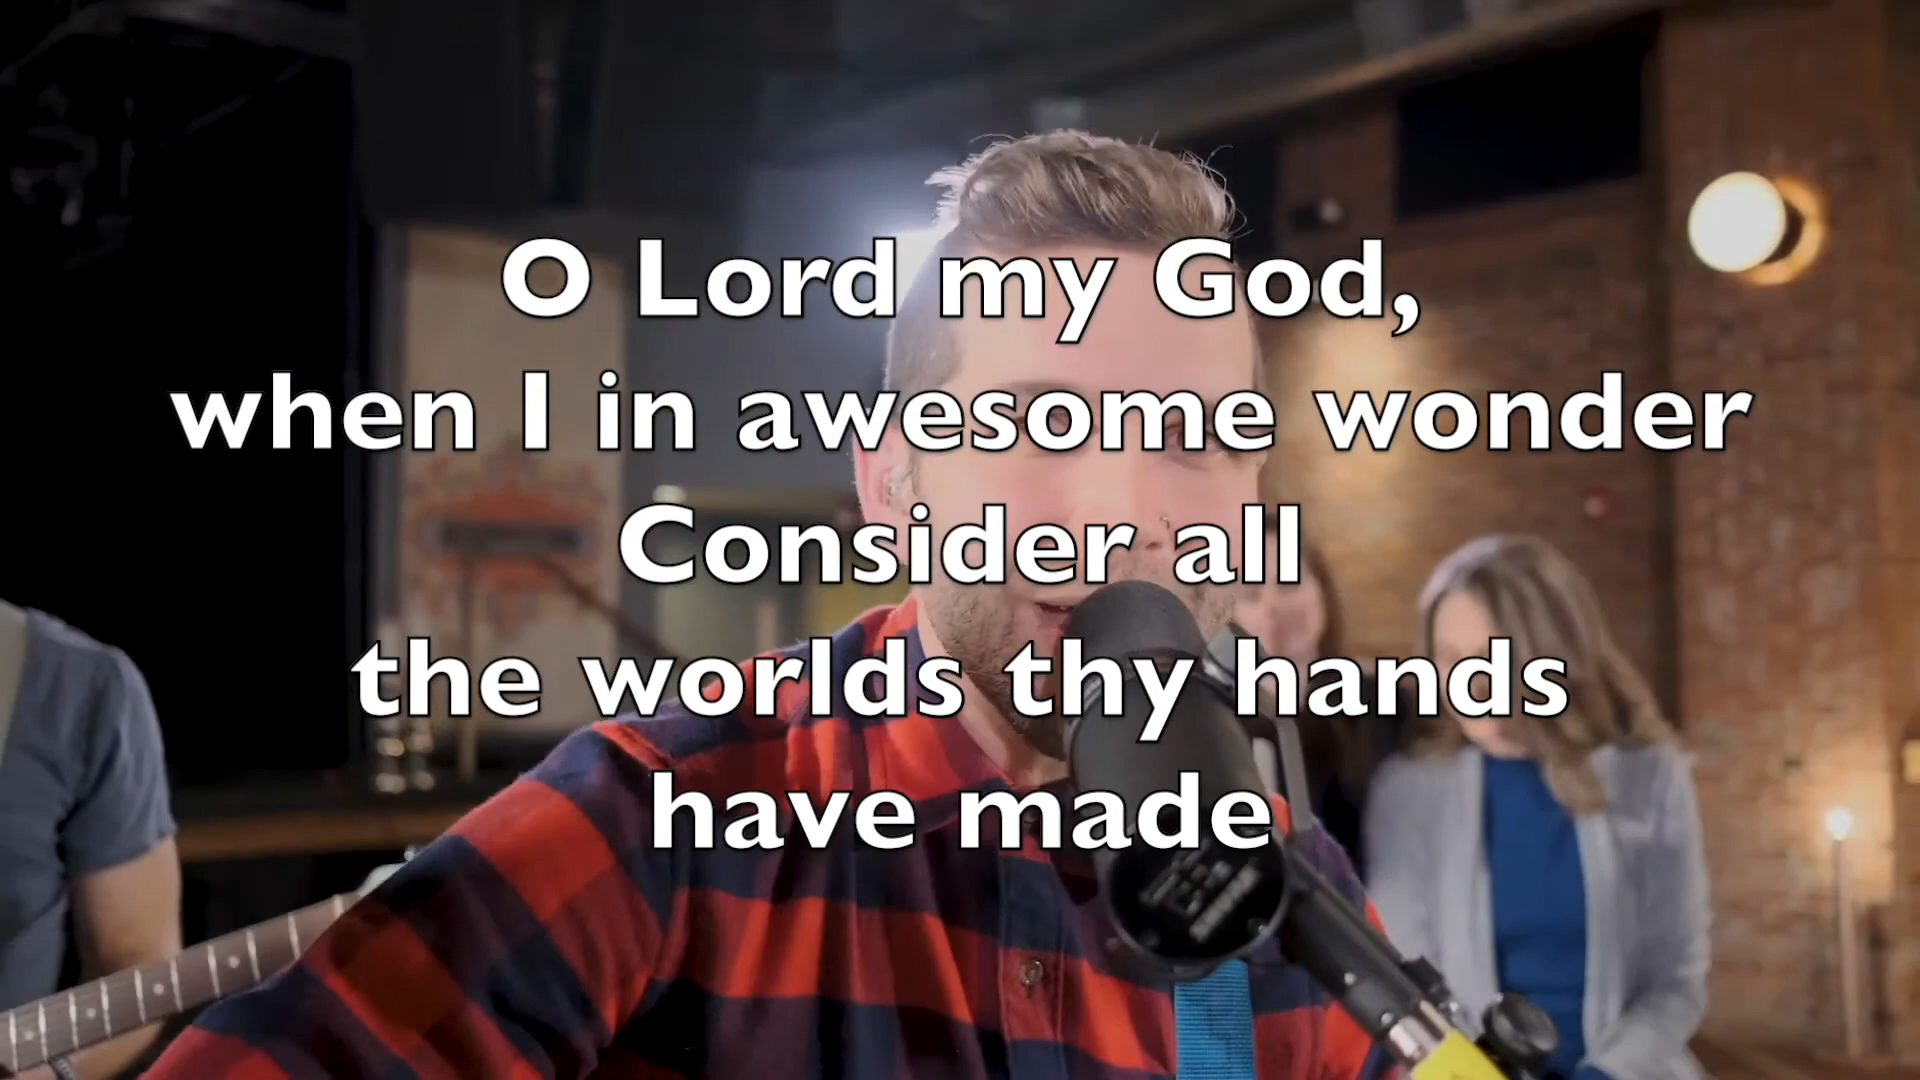 O Lord my God,
when I in awesome wonder
Consider all
the worlds thy hands
have made